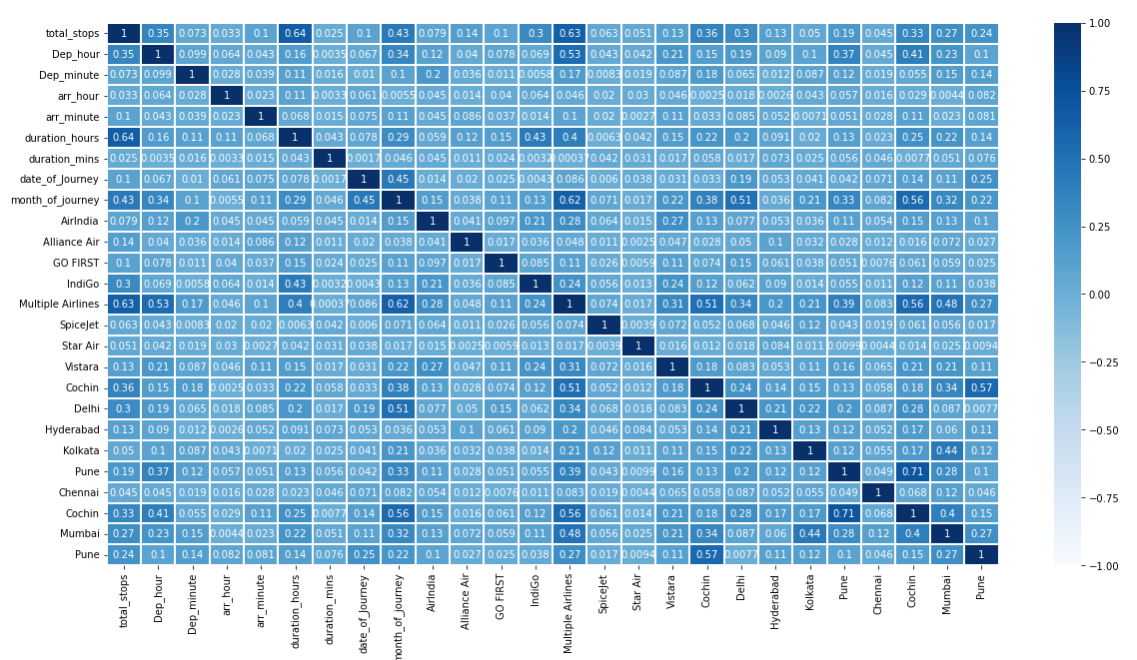 total_stops 1 0.35 0.073 0.033 0.1 0.64 0.025 0.1 0.43 0.079 0.14 0.1 0.3 0.63 0.063 0.051 0.13 0.36 0.3 0.13 0.05 0.19 0.045 0.33 0.27 0.24
Dep_hour 0.35 1 0.099 0.064 0.043 0.16 0.0035 0.067 0.34 0.12 0.04 0.078 0.069 0.53 0.043 0.042 0.21 0.15 0.19 0.09 0.1 0.37 0.045 0.41 0.23 0.1
Dep_minute 0.073 0.099 1 0.028 0.039 0.11 0.016 0.01 0.1 0.2 0.036 0.011 0.0058 0.17 0.0083 0.019 0.087 0.18 0.065 0.012 0.087 0.12 0.019 0.055 0.15 0.14
arr_hour 0.033 0.064 0.028 1 0.023 0.11 0.0033 0.061 0.0055 0.045 0.014 0.04 0.064 0.046 0.02 0.03 0.046 0.0025 0.018 0.0026 0.043 0.057 0.016 0.029 0.0044 0.082
arr_minute 0.1 0.043 0.039 0.023 1 0.068 0.015 0.075 0.11 0.045 0.086 0.037 0.014 0.1 0.02 0.0027 0.11 0.033 0.085 0.052 0.0071 0.051 0.028 0.11 0.023 0.081
duration_hours 0.64 0.16 0.11 0.11 0.068 1 0.043 0.078 0.29 0.059 0.12 0.15 0.43 0.4 0.0063 0.042 0.15 0.22 0.2 0.091 0.02 0.13 0.023 0.25 0.22 0.14
duration_mins 0.025 0.0035 0.016 0.0033 0.015 0.043 1 0.0017 0.046 0.045 0.011 0.024 0.0032 0.00037 0.042 0.031 0.017 0.058 0.017 0.073 0.025 0.056 0.046 0.0077 0.051 0.076
date_of_Journey 0.1 0.067 0.01 0.061 0.075 0.078 0.0017 1 0.45 0.014 0.02 0.025 0.0043 0.086 0.006 0.038 0.031 0.033 0.19 0.053 0.041 0.042 0.071 0.14 0.11 0.25
month_of_journey 0.43 0.34 0.1 0.0055 0.11 0.29 0.046 0.45 1 0.15 0.038 0.11 0.13 0.62 0.071 0.017 0.22 0.38 0.51 0.036 0.21 0.33 0.082 0.56 0.32 0.22
AirIndia 0.079 0.12 0.2 0.045 0.045 0.059 0.045 0.014 0.15 1 0.041 0.097 0.21 0.28 0.064 0.015 0.27 0.13 0.077 0.053 0.036 0.11 0.054 0.15 0.13 0.1
Alliance Air 0.14 0.04 0.036 0.014 0.086 0.12 0.011 0.02 0.038 0.041 1 0.017 0.036 0.048 0.011 0.0025 0.047 0.028 0.05 0.1 0.032 0.028 0.012 0.016 0.072 0.027
GO FIRST 0.1 0.078 0.011 0.04 0.037 0.15 0.024 0.025 0.11 0.097 0.017 1 0.085 0.11 0.026 0.0059 0.11 0.074 0.15 0.061 0.038 0.051 0.0076 0.061 0.059 0.025
IndiGo 0.3 0.069 0.0058 0.064 0.014 0.43 0.0032 0.0043 0.13 0.21 0.036 0.085 1 0.24 0.056 0.013 0.24 0.12 0.062 0.09 0.014 0.055 0.011 0.12 0.11 0.038
Multiple Airlines 0.63 0.53 0.17 0.046 0.1 0.4 0.00037 0.086 0.62 0.28 0.048 0.11 0.24 1 0.074 0.017 0.31 0.51 0.34 0.2 0.21 0.39 0.083 0.56 0.48 0.27
SpiceJet 0.063 0.043 0.0083 0.02 0.02 0.0063 0.042 0.006 0.071 0.064 0.011 0.026 0.056 0.074 1 0.0039 0.072 0.052 0.068 0.046 0.12 0.043 0.019 0.061 0.056 0.017
Star Air 0.051 0.042 0.019 0.03 0.0027 0.042 0.031 0.038 0.017 0.015 0.0025 0.0059 0.013 0.017 0.0039 1 0.016 0.012 0.018 0.084 0.011 0.0099 0.0044 0.014 0.025 0.0094
Vistara 0.13 0.21 0.087 0.046 0.11 0.15 0.017 0.031 0.22 0.27 0.047 0.11 0.24 0.31 0.072 0.016 1 0.18 0.083 0.053 0.11 0.16 0.065 0.21 0.21 0.11
Cochin 0.36 0.15 0.18 0.0025 0.033 0.22 0.058 0.033 0.38 0.13 0.028 0.074 0.12 0.51 0.052 0.012 0.18 1 0.24 0.14 0.15 0.13 0.058 0.18 0.34 0.57
Delhi 0.3 0.19 0.065 0.018 0.085 0.2 0.017 0.19 0.51 0.077 0.05 0.15 0.062 0.34 0.068 0.018 0.083 0.24 1 0.21 0.22 0.2 0.087 0.28 0.087 0.0077
Hyderabad 0.13 0.09 0.012 0.0026 0.052 0.091 0.073 0.053 0.036 0.053 0.1 0.061 0.09 0.2 0.046 0.084 0.053 0.14 0.21 1 0.13 0.12 0.052 0.17 0.06 0.11
Kolkata 0.05 0.1 0.087 0.043 0.0071 0.02 0.025 0.041 0.21 0.036 0.032 0.038 0.014 0.21 0.12 0.011 0.11 0.15 0.22 0.13 1 0.12 0.055 0.17 0.44 0.12
Pune 0.19 0.37 0.12 0.057 0.051 0.13 0.056 0.042 0.33 0.11 0.028 0.051 0.055 0.39 0.043 0.0099 0.16 0.13 0.2 0.12 0.12 1 0.049 0.71 0.28 0.1
Chennai 0.045 0.045 0.019 0.016 0.028 0.023 0.046 0.071 0.082 0.054 0.012 0.0076 0.011 0.083 0.019 0.0044 0.065 0.058 0.087 0.052 0.055 0.049 1 0.068 0.12 0.046
Cochin 0.33 0.41 0.055 0.029 0.11 0.25 0.0077 0.14 0.56 0.15 0.016 0.061 0.12 0.56 0.061 0.014 0.21 0.18 0.28 0.17 0.17 0.71 0.068 1 0.4 0.15
Mumbai 0.27 0.23 0.15 0.0044 0.023 0.22 0.051 0.11 0.32 0.13 0.072 0.059 0.11 0.48 0.056 0.025 0.21 0.34 0.087 0.06 0.44 0.28 0.12 0.4 1 0.27
Pune 0.24 0.1 0.14 0.082 0.081 0.14 0.076 0.25 0.22 0.1 0.027 0.025 0.038 0.27 0.017 0.0094 0.11 0.57 0.0077 0.11 0.12 0.1 0.046 0.15 0.27 1
total_stops Dep_hour Dep_minute arr_hour arr_minute duration_hours duration_mins date_of_Journey month_of_journey AirIndia Alliance Air GO FIRST IndiGo Multiple Airlines SpiceJet Star Air Vistara Cochin Delhi Hyderabad Kolkata Pune Chennai Cochin Mumbai Pune
1.00
0.75
0.50
0.25
0.00
−0.25
−0.50
−0.75
−1.00